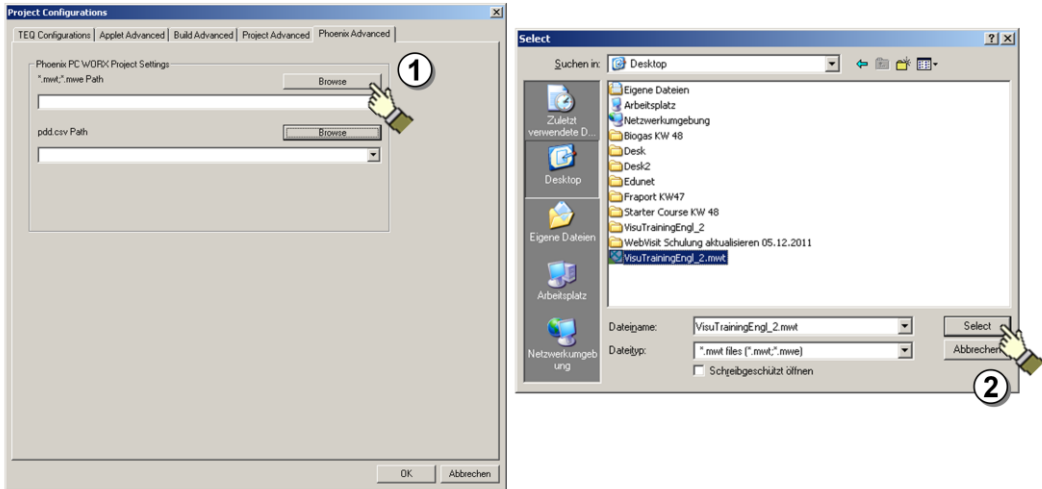 Project Configurations
TEQ Configurations
Applet Advanced
Build Advanced
Project Advanced
Phoenix Advanced
Phoenix PC WORX Project Settings
*.mwt;*.mwe Path
Browse
1
pdd.csv Path
Browse
OK
Abbrechen
Select
Suchen in:
Desktop
Zuletzt
verwendete D...
Desktop
Eigene Dateien
Arbeitsplatz
Netzwerkumgeb
ung
Eigene Dateien
Arbeitsplatz
Netzwerkumgebung
Biogas KW 48
Desk
Desk2
Edunet
Fraport KW47
Starter Course KW 48
VisuTrainingEngl_2
WebVisit Schulung aktualisieren 05.12.2011
VisuTrainingEngl_2.mwt
Dateiname:
VisuTrainingEngl_2.mwt
Select
Dateityp:
*.mwt files (*.mwt;*.mwe)
Abbrechen
Schreibgeschützt öffnen
2